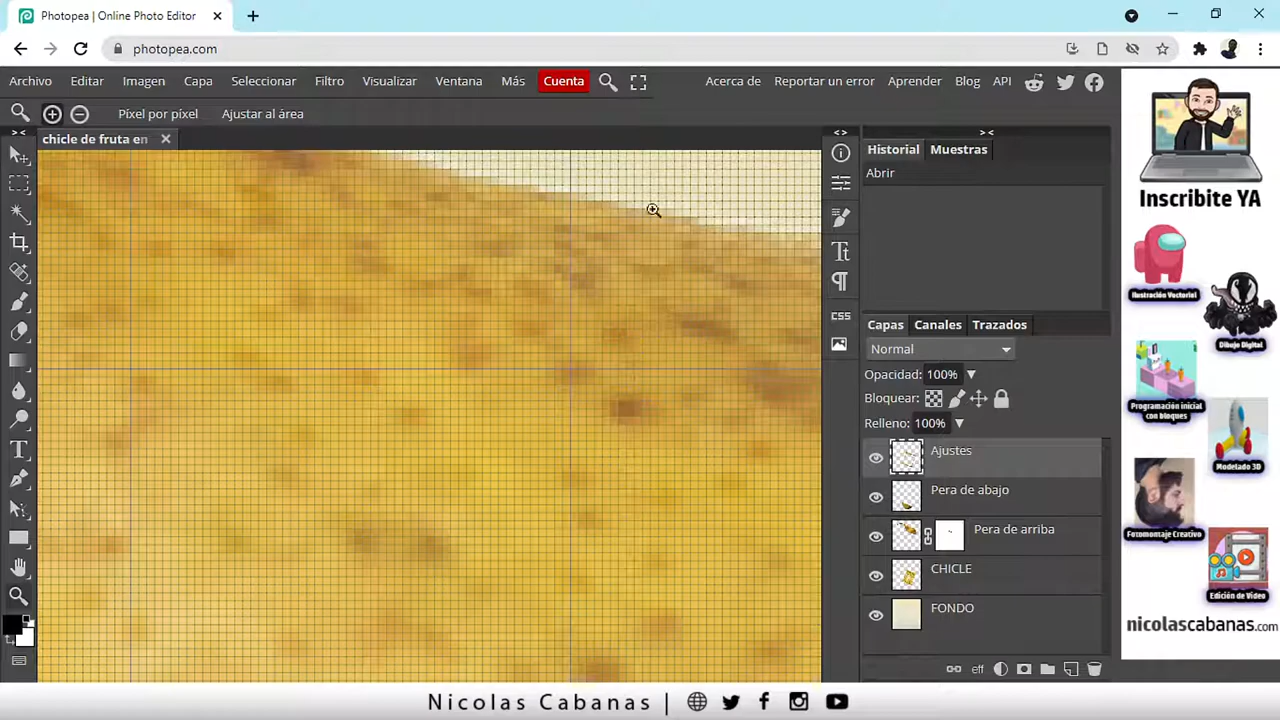 Photopea | Online Photo Editor
photopea.com
Archivo Editar Imagen Capa Seleccionar Filtro Visualizar Ventana Más Cuenta Acerca de Reportar un error Aprender Blog API
Píxel por píxel Ajustar al área
chicle de fruta en
Historial Muestras
Abrir
CSS
Capas Canales Trazados
Normal
Opacidad: 100%
Bloquear:
Relleno: 100%
Ajustes
Pera de abajo
Pera de arriba
CHICLE
FONDO
eff
Inscribite YA
Ilustración Vectorial
Dibujo Digital
Programación inicial
con bloques
Modelado 3D
Fotomontaje Creativo
Edición de Video
nicolascabanas.com
Nicolas Cabanas |